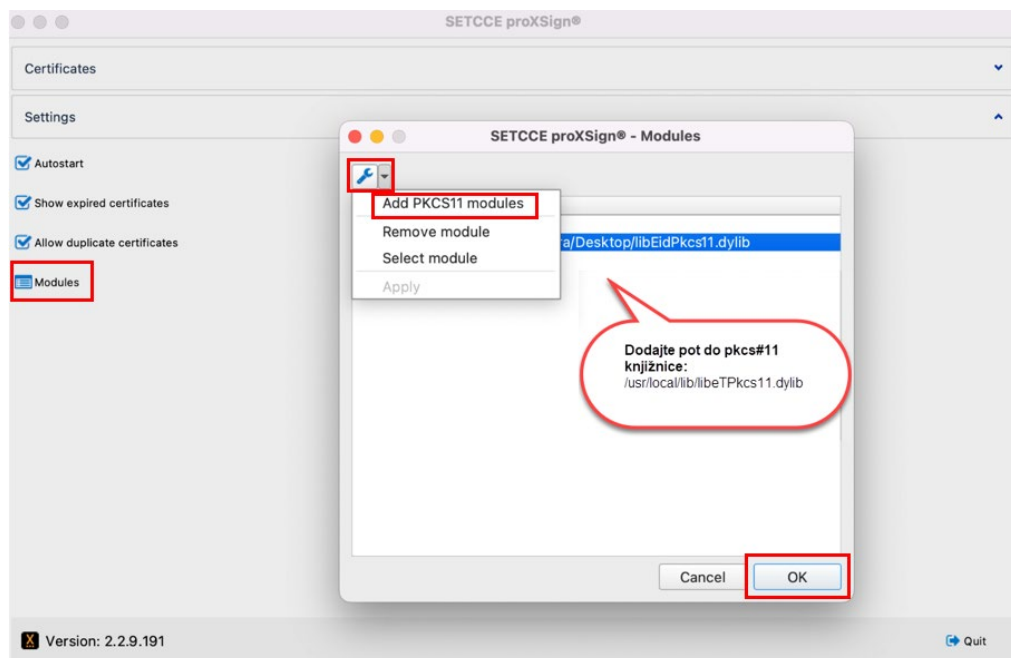 SETCCE proXSign®
Certificates
Settings
Autostart
Show expired certificates
Allow duplicate certificates
Modules
SETCCE proXSign® - Modules
Add PKCS11 modules
Remove module
Select module
Apply
a/Desktop/libEidPkcs11.dylib
Dodajte pot do pkcs#11
knjižnice:
/usr/local/lib/libeTPkcs11.dylib
Cancel
OK
Version: 2.2.9.191
Quit